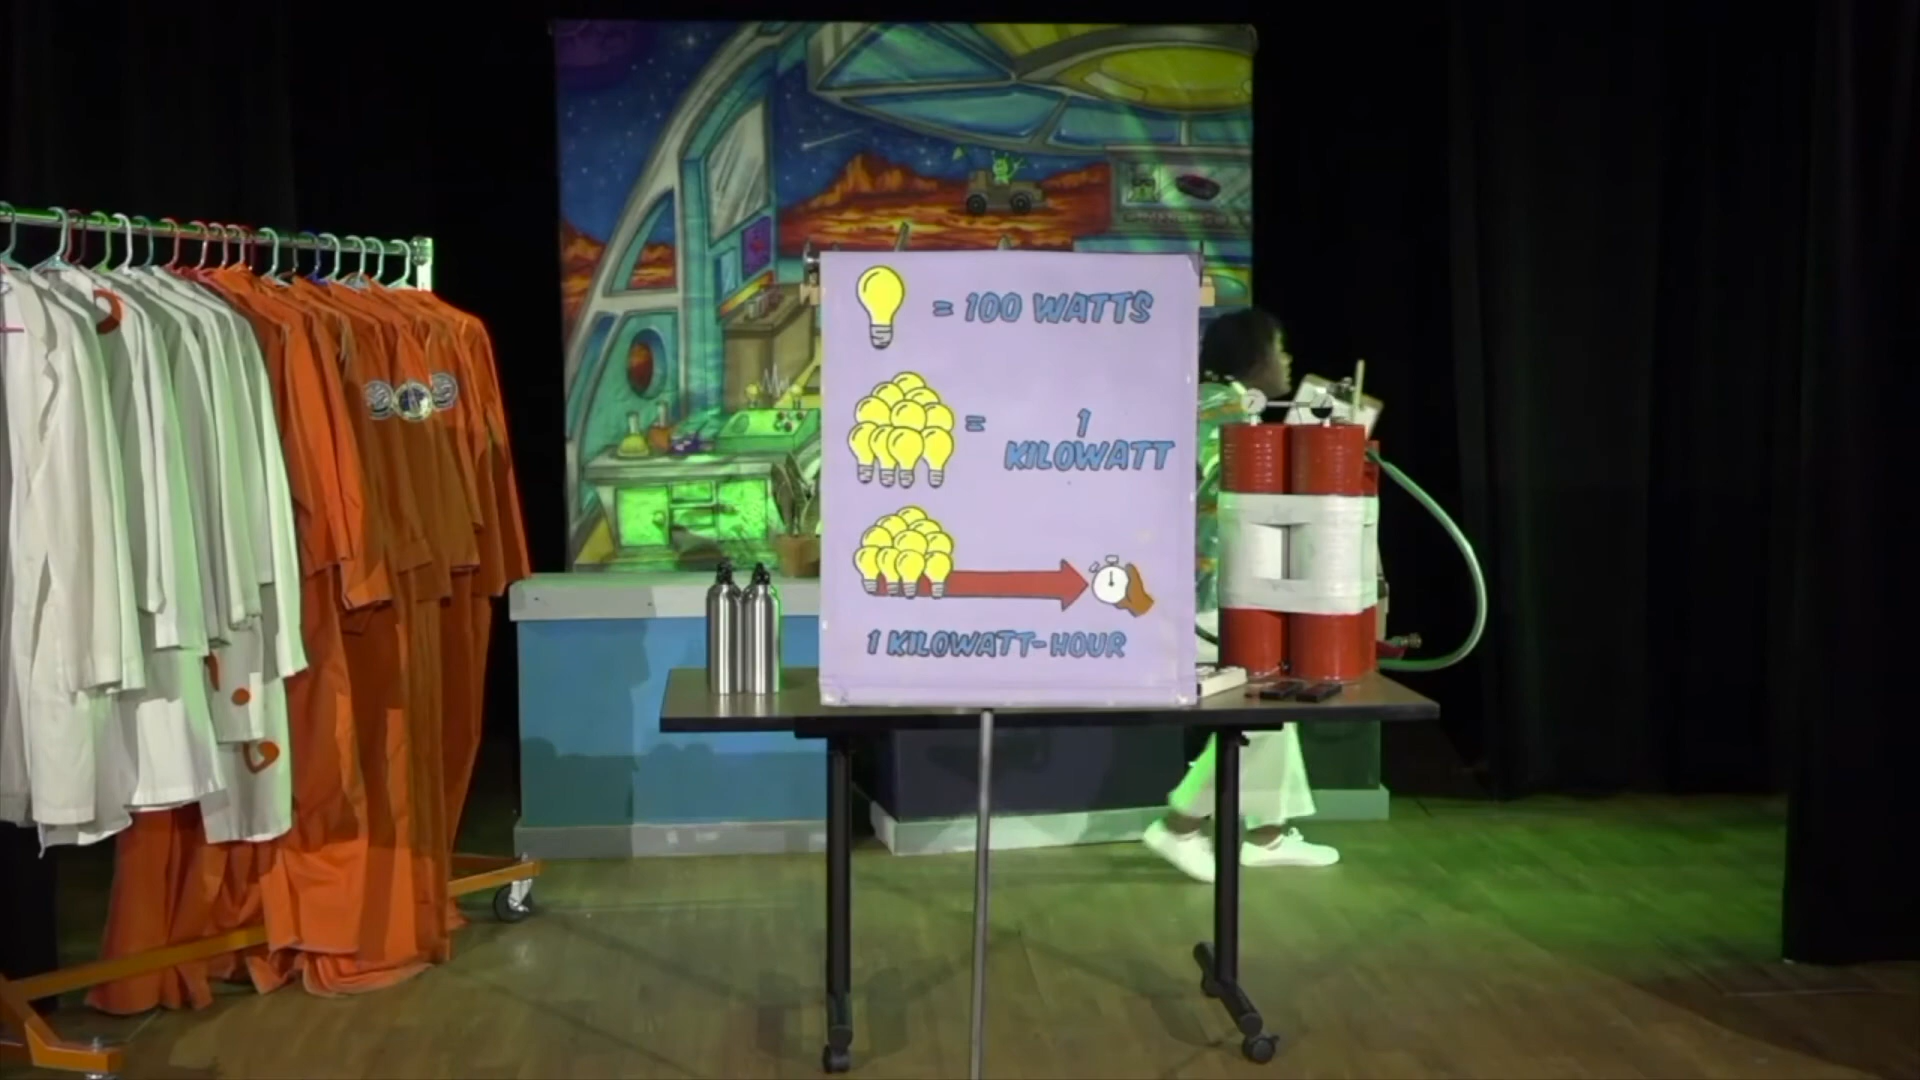 = 100 WATTS
= 1
KILOWATT
1 KILOWATT-HOUR